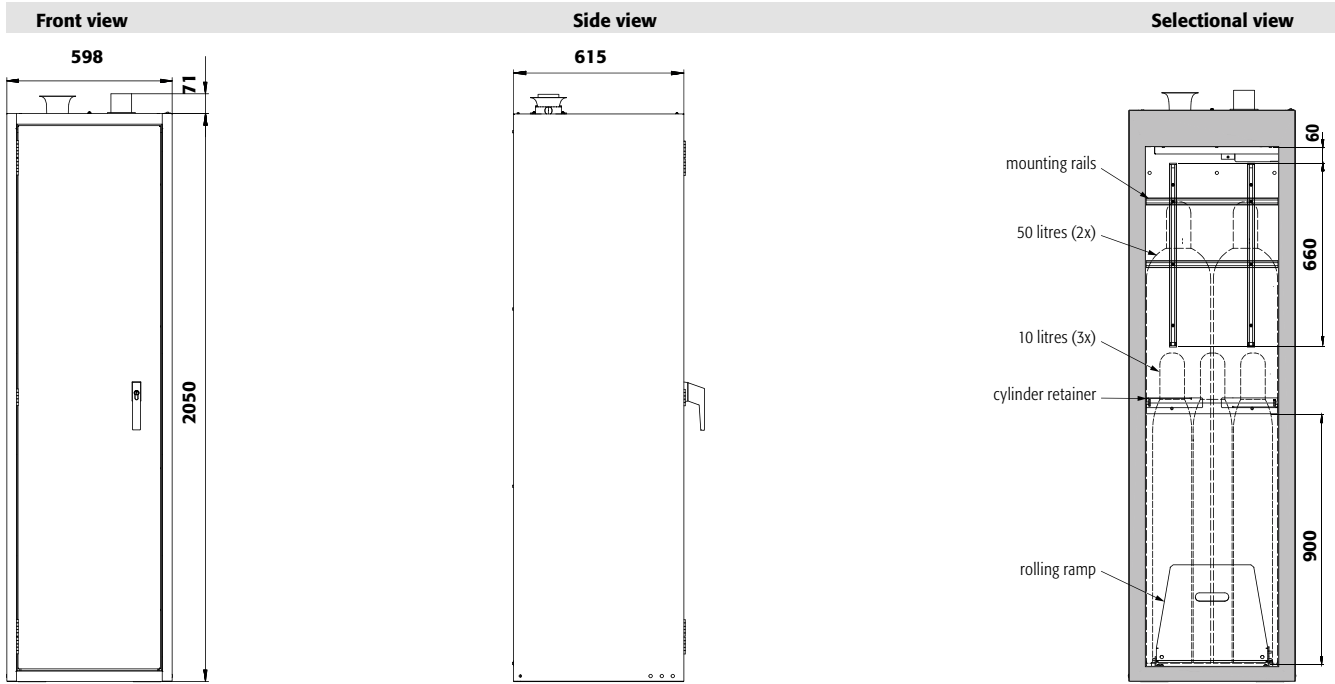 Front view
Side view
Selectional view
598
71
2050
615
60
mounting rails
50 litres (2x)
660
10 litres (3x)
cylinder retainer
900
rolling ramp